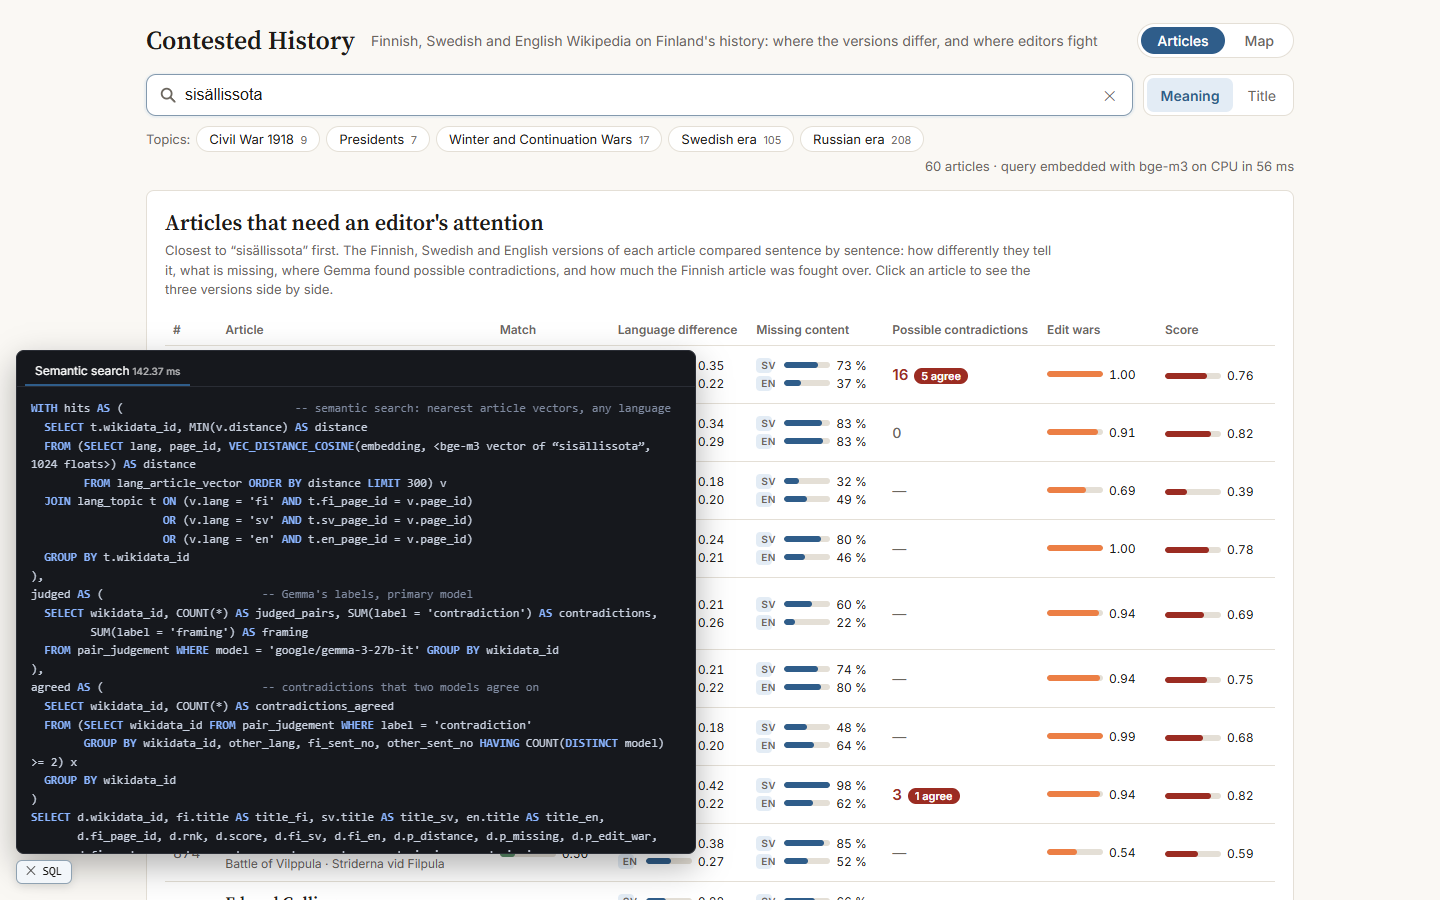 Contested History
Finnish, Swedish and English Wikipedia on Finland's history: where the versions differ, and where editors fight
Articles Map
sisällissota
Meaning Title
Topics: Civil War 1918 9 Presidents 7 Winter and Continuation Wars 17 Swedish era 105 Russian era 208
60 articles · query embedded with bge-m3 on CPU in 56 ms
Articles that need an editor's attention
Closest to “sisällissota” first. The Finnish, Swedish and English versions of each article compared sentence by sentence: how differently they tell
it, what is missing, where Gemma found possible contradictions, and how much the Finnish article was fought over. Click an article to see the
three versions side by side.
# Article Match Language difference Missing content Possible contradictions Edit wars Score
0.35 SV 73 %
0.22 EN 37 %
16 5 agree 1.00 0.76
0.34 SV 83 %
0.29 EN 83 %
0 0.91 0.82
0.18 SV 32 %
0.20 EN 49 %
— 0.69 0.39
0.24 SV 80 %
0.21 EN 46 %
— 1.00 0.78
0.21 SV 60 %
0.26 EN 22 %
— 0.94 0.69
0.21 SV 74 %
0.22 EN 80 %
— 0.94 0.75
0.18 SV 48 %
0.20 EN 64 %
— 0.99 0.68
0.42 SV 98 %
0.22 EN 62 %
3 1 agree 0.94 0.82
0.38 SV 85 %
Battle of Vilppula · Striderna vid Filpula EN 0.27 EN 52 %
— 0.54 0.59
Semantic search 142.37 ms
WITH hits AS ( -- semantic search: nearest article vectors, any language
SELECT t.wikidata_id, MIN(v.distance) AS distance
FROM (SELECT lang, page_id, VEC_DISTANCE_COSINE(embedding, <bge-m3 vector of “sisällissota”,
1024 floats>) AS distance
FROM lang_article_vector ORDER BY distance LIMIT 300) v
JOIN lang_topic t ON (v.lang = 'fi' AND t.fi_page_id = v.page_id)
OR (v.lang = 'sv' AND t.sv_page_id = v.page_id)
OR (v.lang = 'en' AND t.en_page_id = v.page_id)
GROUP BY t.wikidata_id
),
judged AS ( -- Gemma's labels, primary model
SELECT wikidata_id, COUNT(*) AS judged_pairs, SUM(label = 'contradiction') AS contradictions,
SUM(label = 'framing') AS framing
FROM pair_judgement WHERE model = 'google/gemma-3-27b-it' GROUP BY wikidata_id
),
agreed AS ( -- contradictions that two models agree on
SELECT wikidata_id, COUNT(*) AS contradictions_agreed
FROM (SELECT wikidata_id FROM pair_judgement WHERE label = 'contradiction'
GROUP BY wikidata_id, other_lang, fi_sent_no, other_sent_no HAVING COUNT(DISTINCT model)
>= 2) x
GROUP BY wikidata_id
)
SELECT d.wikidata_id, fi.title AS title_fi, sv.title AS title_sv, en.title AS title_en,
d.fi_page_id, d.rnk, d.score, d.fi_sv, d.fi_en, d.p_distance, d.p_missing, d.p_edit_war,
SQL